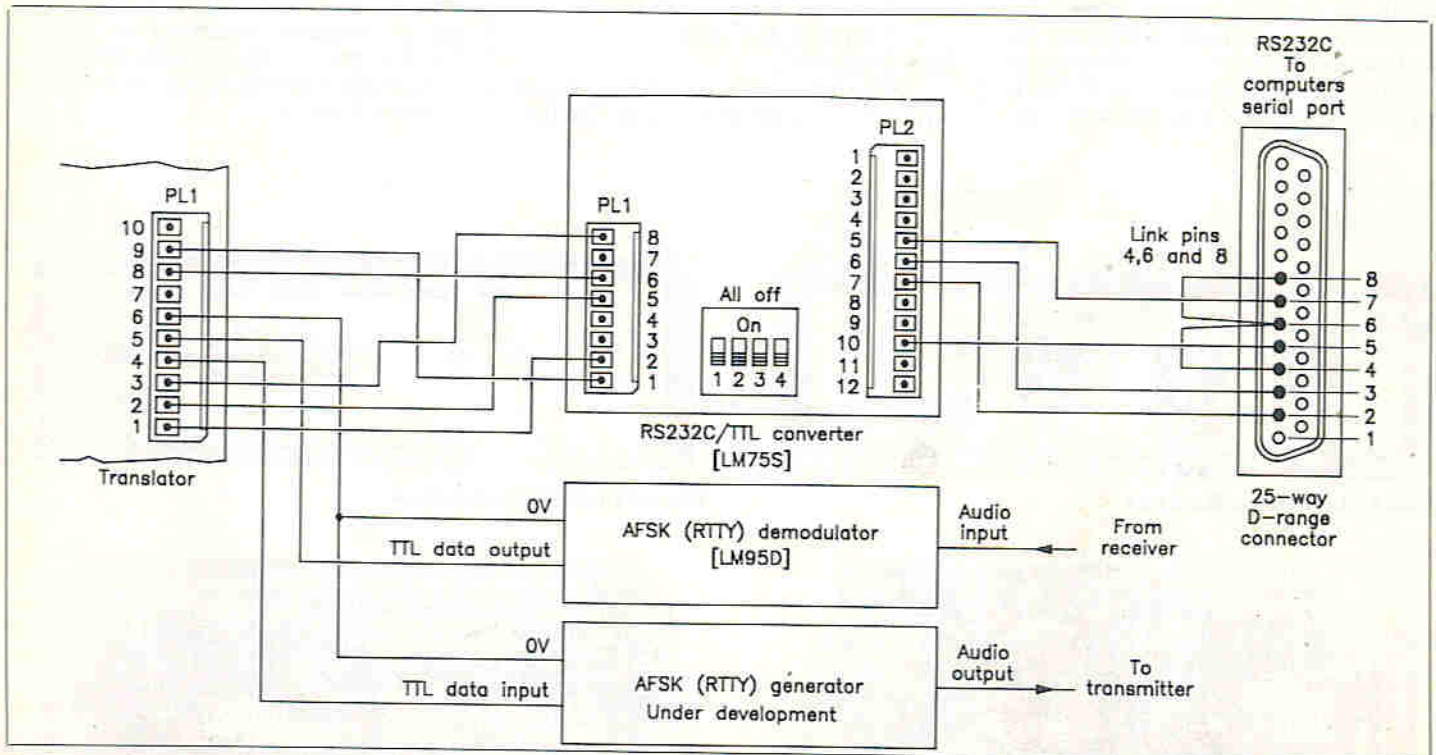 RS232C
To
computers
serial port
PL2
1
2
3
4
5
6
7
8
9
10
11
12
PL1
10
9
8
7
6
5
4
3
2
1
Translator
PL1
8
7
6
5
4
3
2
1
All off
On
1 2 3 4
RS232C/TTL converter
[LM75S]
Link pins
4,6 and 8
8
7
6
5
4
3
2
1
25-way
D-range
connector
0V
TTL data output
AFSK (RTTY) demodulator
[LM95D]
Audio
input
From
receiver
0V
TTL data input
AFSK (RTTY) generator
Under development
Audio
output
To
transmitter